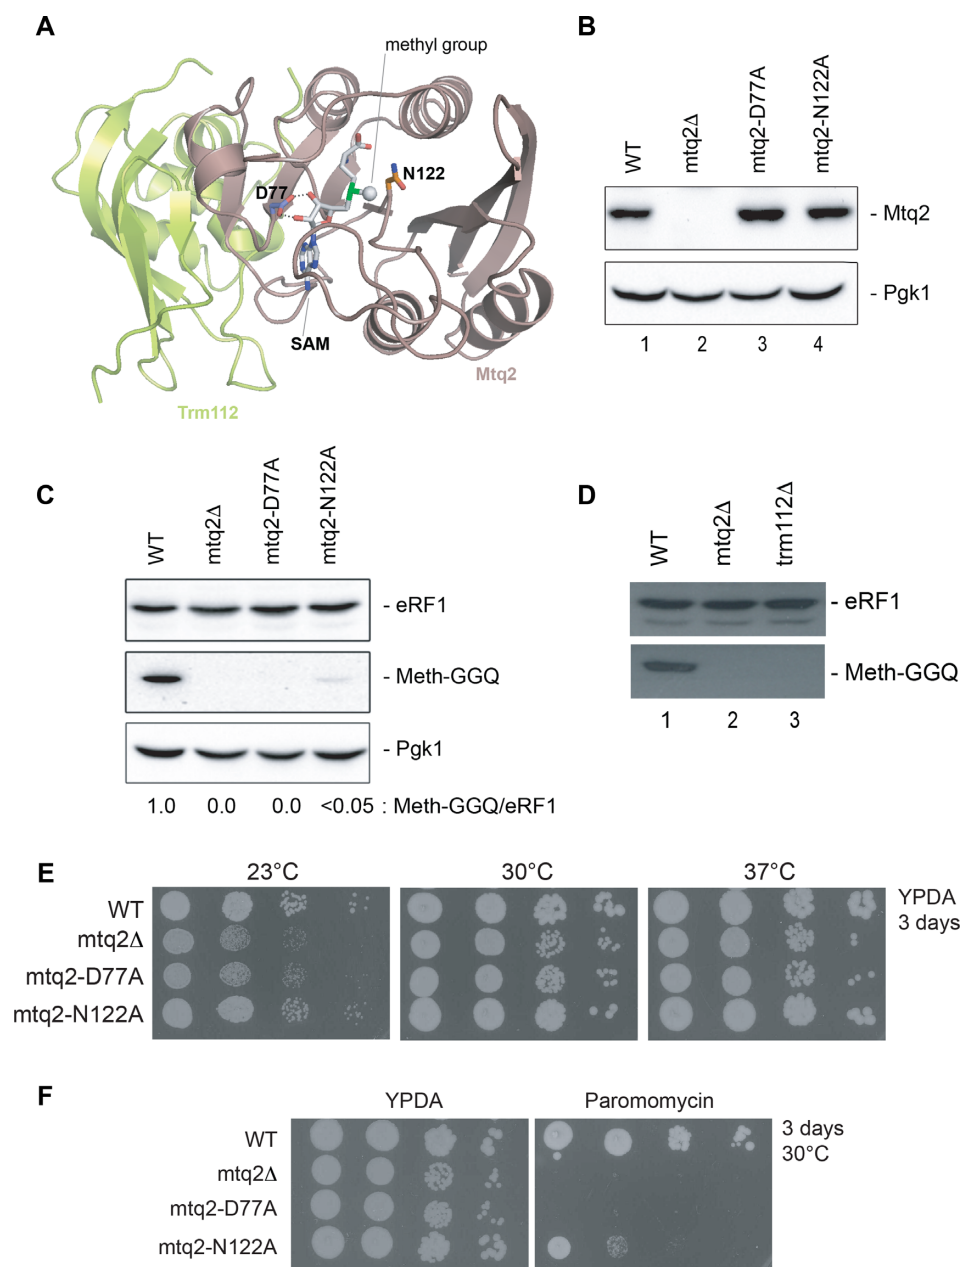 A
methyl group
D77
N122
SAM
Mtq2
Trm112
B
WT
mtq2Δ
mtq2-D77A
mtq2-N122A
- Mtq2
- Pgk1
1 2 3 4
C
WT
mtq2Δ
mtq2-D77A
mtq2-N122A
- eRF1
- Meth-GGQ
- Pgk1
1.0 0.0 0.0 <0.05 : Meth-GGQ/eRF1
D
WT
mtq2Δ
trm112Δ
- eRF1
- Meth-GGQ
1 2 3
E
23°C 30°C 37°C
WT
mtq2Δ
mtq2-D77A
mtq2-N122A
YPDA
3 days
F
YPDA Paromomycin
WT
mtq2Δ
mtq2-D77A
mtq2-N122A
3 days
30°C